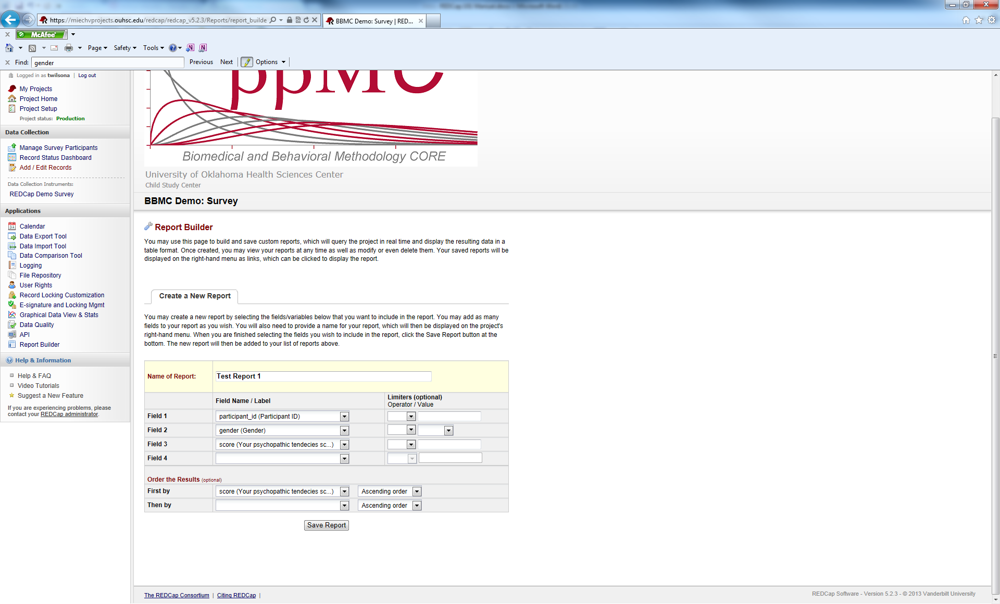 https://miechvprojects.ouhsc.edu/redcap/redcap_v5.2.3/Reports/report_builde
BBMC Demo: Survey | RED...
McAfee
Page
Safety
Tools
Find:
gender
Previous
Next
Options
Logged in as twilsona | Log out
My Projects
Project Home
Project Setup
Project status: Production
Data Collection
Manage Survey Participants
Record Status Dashboard
Add / Edit Records
Data Collection Instruments:
REDCap Demo Survey
Applications
Calendar
Data Export Tool
Data Import Tool
Data Comparison Tool
Logging
File Repository
User Rights
Record Locking Customization
E-signature and Locking Mgmt
Graphical Data View & Stats
Data Quality
API
Report Builder
Help & Information
Help & FAQ
Video Tutorials
Suggest a New Feature
If you are experiencing problems, please
contact your REDCap administrator.
Biomedical and Behavioral Methodology CORE
University of Oklahoma Health Sciences Center
Child Study Center
BBMC Demo: Survey
Report Builder
You may use this page to build and save custom reports, which will query the project in real time and display the resulting data in a
table format. Once created, you may view your reports at any time as well as modify or even delete them. Your saved reports will be
displayed on the right-hand menu as links, which can be clicked to display the report.
Create a New Report
You may create a new report by selecting the fields/variables below that you want to include in the report. You may add as many
fields to your report as you wish. You will also need to provide a name for your report, which will then be displayed on the project's
right-hand menu. When you are finished selecting the fields you wish to include in the report, click the Save Report button at the
bottom. The new report will then be added to your list of reports above.
Name of Report:
Test Report 1
Field Name / Label
Limiters (optional)
Operator / Value
Field 1
participant_id (Participant ID)
Field 2
gender (Gender)
Field 3
score (Your psychopathic tendecies sc...)
Field 4
Order the Results (optional)
First by
score (Your psychopathic tendecies sc...)
Ascending order
Then by
Ascending order
Save Report
The REDCap Consortium | Citing REDCap |
REDCap Software - Version 5.2.3 - © 2013 Vanderbilt University